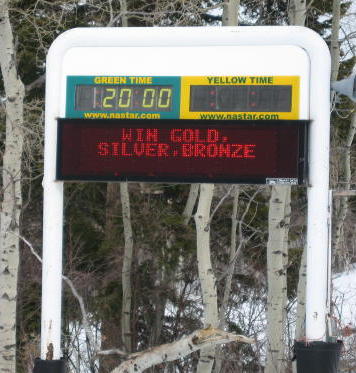 GREEN TIME
20 00
www.nastar.com
YELLOW TIME
www.nastar.com
WIN GOLD,
SILVER,BRONZE